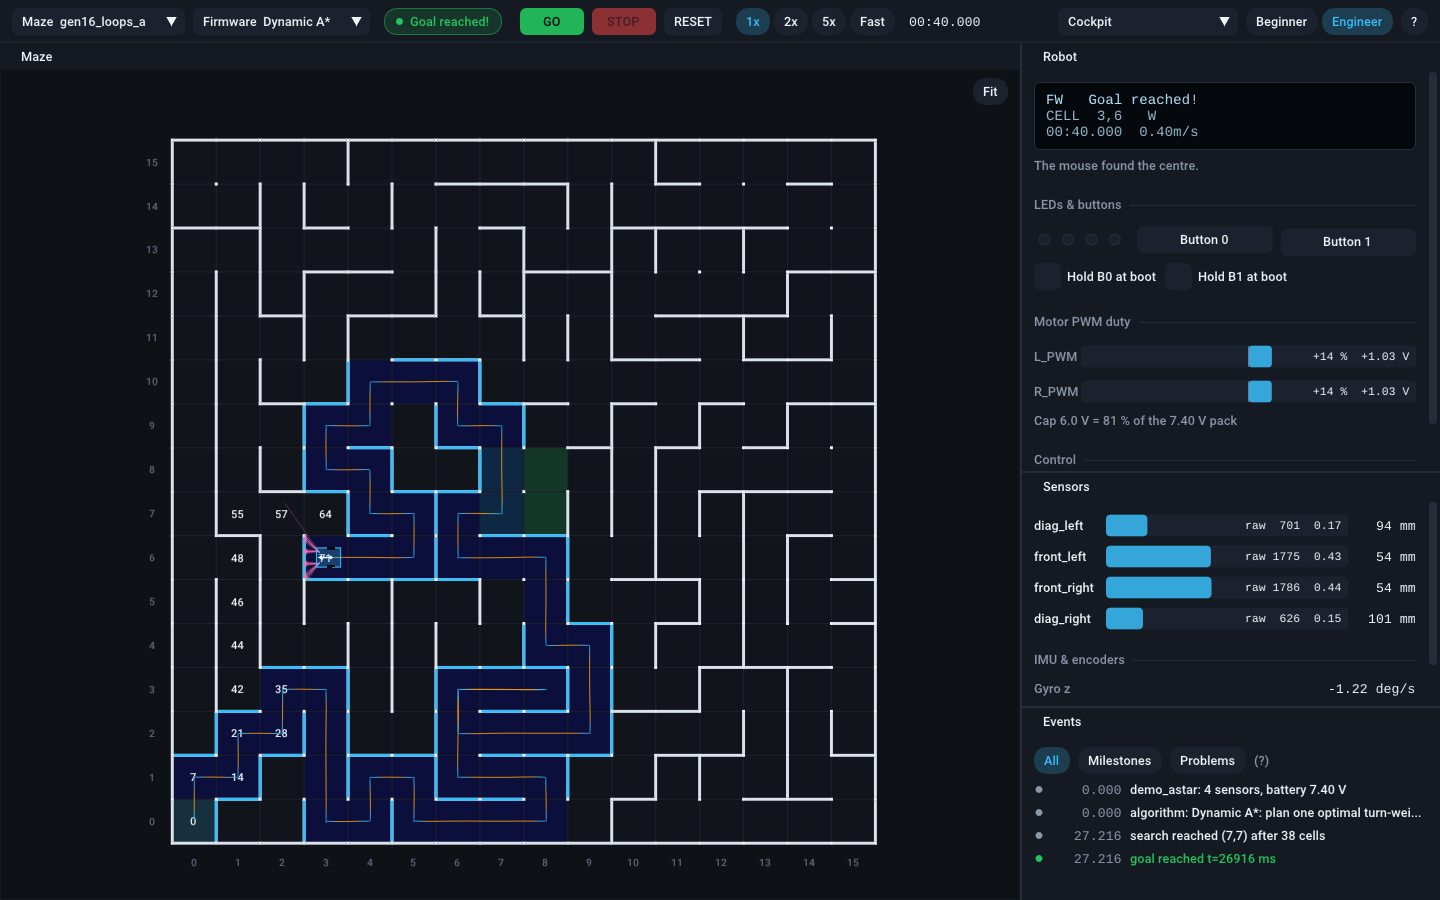 Maze gen16_loops_a ▼ Firmware Dynamic A* ▼ Goal reached! GO STOP RESET 1x 2x 5x Fast 00:40.000 Cockpit ▼ Beginner Engineer ?
Maze
Fit
15
14
13
12
11
10
9
8
7 55 57 64
6 48
5 46
4 44
3 42 35
2 21 28
1 7 14
0 0
0 1 2 3 4 5 6 7 8 9 10 11 12 13 14 15
Robot
FW Goal reached!
CELL 3,6 W
00:40.000 0.40m/s
The mouse found the centre.
LEDs & buttons
Button 0 Button 1
Hold B0 at boot Hold B1 at boot
Motor PWM duty
L_PWM +14 % +1.03 V
R_PWM +14 % +1.03 V
Cap 6.0 V = 81 % of the 7.40 V pack
Control
Sensors
diag_left raw 701 0.17 94 mm
front_left raw 1775 0.43 54 mm
front_right raw 1786 0.44 54 mm
diag_right raw 626 0.15 101 mm
IMU & encoders
Gyro z -1.22 deg/s
Events
All Milestones Problems (?)
0.000 demo_astar: 4 sensors, battery 7.40 V
0.000 algorithm: Dynamic A*: plan one optimal turn-wei...
27.216 search reached (7,7) after 38 cells
27.216 goal reached t=26916 ms